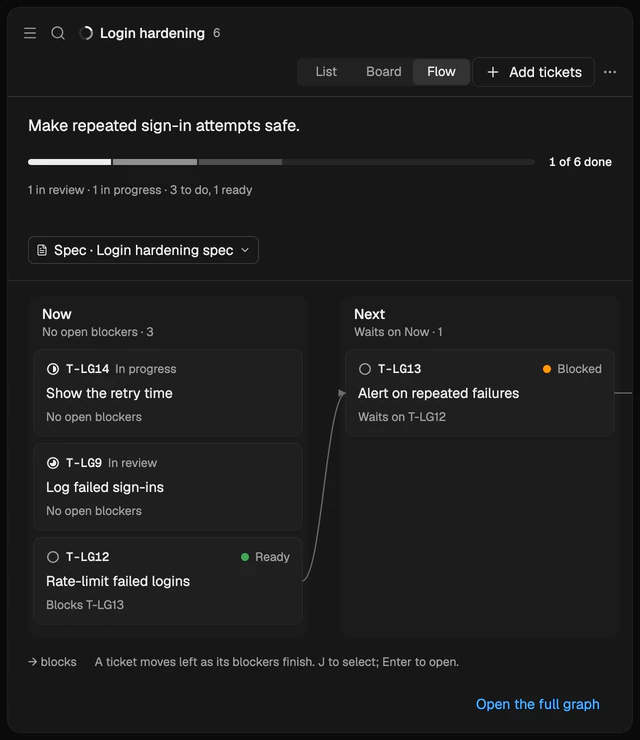 Login hardening 6
List Board Flow + Add tickets ···
Make repeated sign-in attempts safe.
1 of 6 done
1 in review · 1 in progress · 3 to do, 1 ready
Spec · Login hardening spec
Now
No open blockers · 3
T-LG14 In progress
Show the retry time
No open blockers
T-LG9 In review
Log failed sign-ins
No open blockers
T-LG12 Ready
Rate-limit failed logins
Blocks T-LG13
Next
Waits on Now · 1
T-LG13 Blocked
Alert on repeated failures
Waits on T-LG12
→ blocks A ticket moves left as its blockers finish. J to select; Enter to open.
Open the full graph